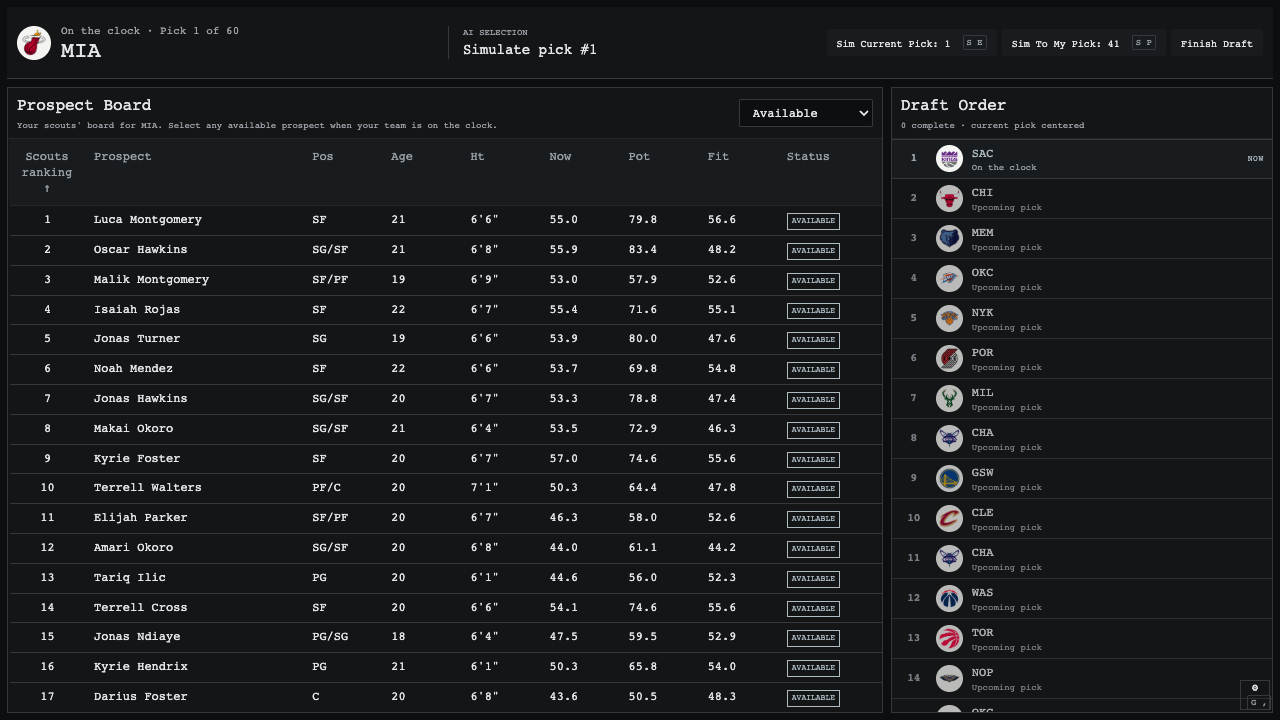 On the clock · Pick 1 of 60
MIA
AI SELECTION
Simulate pick #1
Sim Current Pick: 1 S E
Sim To My Pick: 41 S P
Finish Draft
Prospect Board
Your scouts' board for MIA. Select any available prospect when your team is on the clock.
Available
Scouts ranking ↑ Prospect Pos Age Ht Now Pot Fit Status
1 Luca Montgomery SF 21 6'6" 55.0 79.8 56.6 AVAILABLE
2 Oscar Hawkins SG/SF 21 6'8" 55.9 83.4 48.2 AVAILABLE
3 Malik Montgomery SF/PF 19 6'9" 53.0 57.9 52.6 AVAILABLE
4 Isaiah Rojas SF 22 6'7" 55.4 71.6 55.1 AVAILABLE
5 Jonas Turner SG 19 6'6" 53.9 80.0 47.6 AVAILABLE
6 Noah Mendez SF 22 6'6" 53.7 69.8 54.8 AVAILABLE
7 Jonas Hawkins SG/SF 20 6'7" 53.3 78.8 47.4 AVAILABLE
8 Makai Okoro SG/SF 21 6'4" 53.5 72.9 46.3 AVAILABLE
9 Kyrie Foster SF 20 6'7" 57.0 74.6 55.6 AVAILABLE
10 Terrell Walters PF/C 20 7'1" 50.3 64.4 47.8 AVAILABLE
11 Elijah Parker SF/PF 20 6'7" 46.3 58.0 52.6 AVAILABLE
12 Amari Okoro SG/SF 20 6'8" 44.0 61.1 44.2 AVAILABLE
13 Tariq Ilic PG 20 6'1" 44.6 56.0 52.3 AVAILABLE
14 Terrell Cross SF 20 6'6" 54.1 74.6 55.6 AVAILABLE
15 Jonas Ndiaye PG/SG 18 6'4" 47.5 59.5 52.9 AVAILABLE
16 Kyrie Hendrix PG 21 6'1" 50.3 65.8 54.0 AVAILABLE
17 Darius Foster C 20 6'8" 43.6 50.5 48.3 AVAILABLE
Draft Order
0 complete · current pick centered
1 SAC NOW
On the clock
2 CHI
Upcoming pick
3 MEM
Upcoming pick
4 OKC
Upcoming pick
5 NYK
Upcoming pick
6 POR
Upcoming pick
7 MIL
Upcoming pick
8 CHA
Upcoming pick
9 GSW
Upcoming pick
10 CLE
Upcoming pick
11 CHA
Upcoming pick
12 WAS
Upcoming pick
13 TOR
Upcoming pick
14 NOP
Upcoming pick
G ,